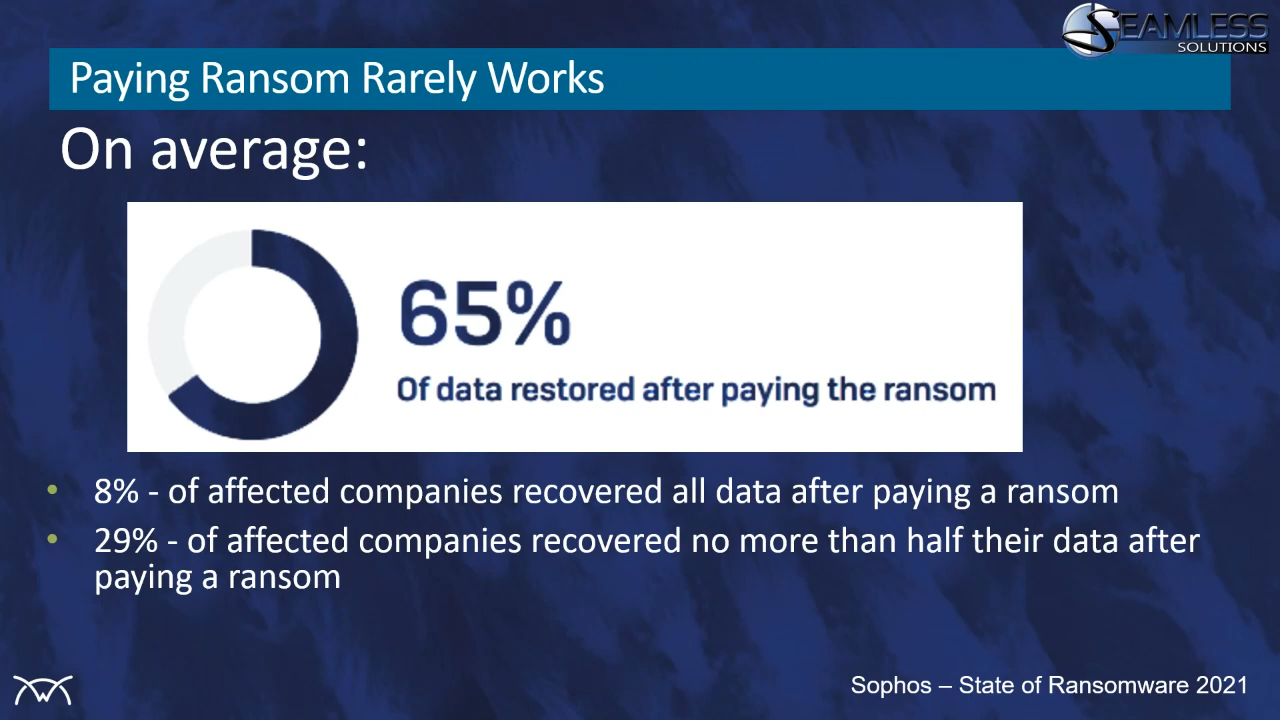 SEAMLESS
SOLUTIONS
Paying Ransom Rarely Works
On average:
65%
Of data restored after paying the ransom
• 8% - of affected companies recovered all data after paying a ransom
• 29% - of affected companies recovered no more than half their data after
paying a ransom
Sophos – State of Ransomware 2021